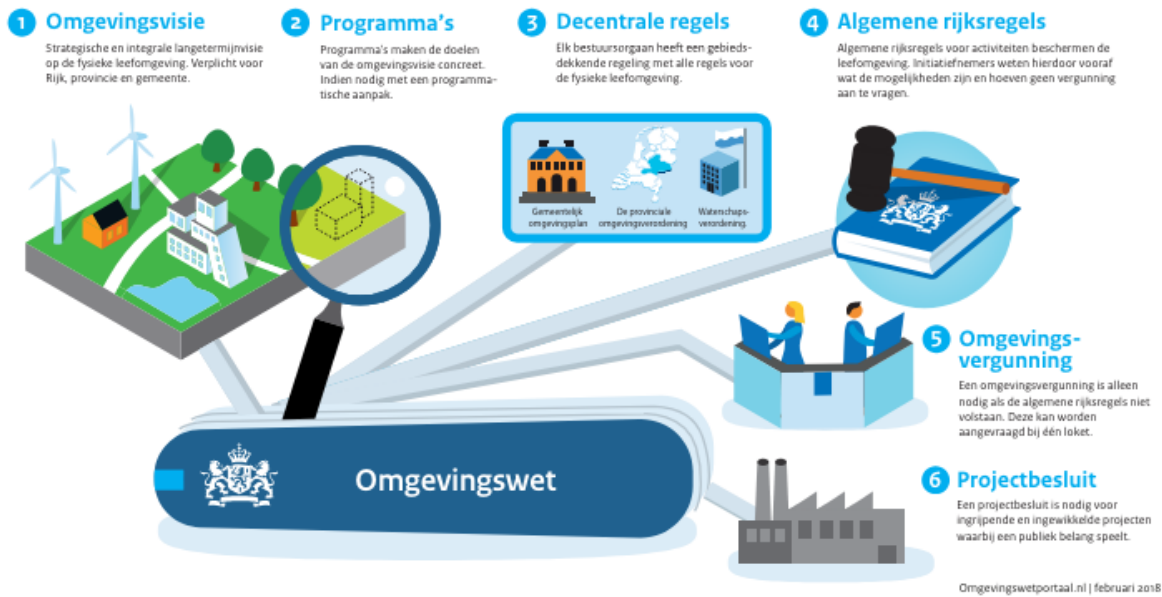 1 Omgevingsvisie
Strategische en integrale langetermijnvisie
op de fysieke leefomgeving. Verplicht voor
Rijk, provincie en gemeente.
2 Programma's
Programma's maken de doelen
van de omgevingsvisie concreet.
Indien nodig met een programma-
tische aanpak.
3 Decentrale regels
Elk bestuursorgaan heeft een gebieds-
dekkende regeling met alle regels voor
de fysieke leefomgeving.
4 Algemene rijksregels
Algemene rijksregels voor activiteiten beschermen de
leefomgeving. Initiatiefnemers weten hierdoor vooraf
wat de mogelijkheden zijn en hoeven geen vergunning
aan te vragen.
Gemeentelijk
omgevingsplan
De provinciale
omgevingsverordening
Waterschaps-
verordening.
5 Omgevings-
vergunning
Een omgevingsvergunning is alleen
nodig als de algemene rijksregels niet
volstaan. Deze kan worden
aangevraagd bij één loket.
Omgevingswet
6 Projectbesluit
Een projectbesluit is nodig voor
ingrijpende en ingewikkelde projecten
waarbij een publiek belang speelt.
Omgevingswetportaal.nl | februari 2018